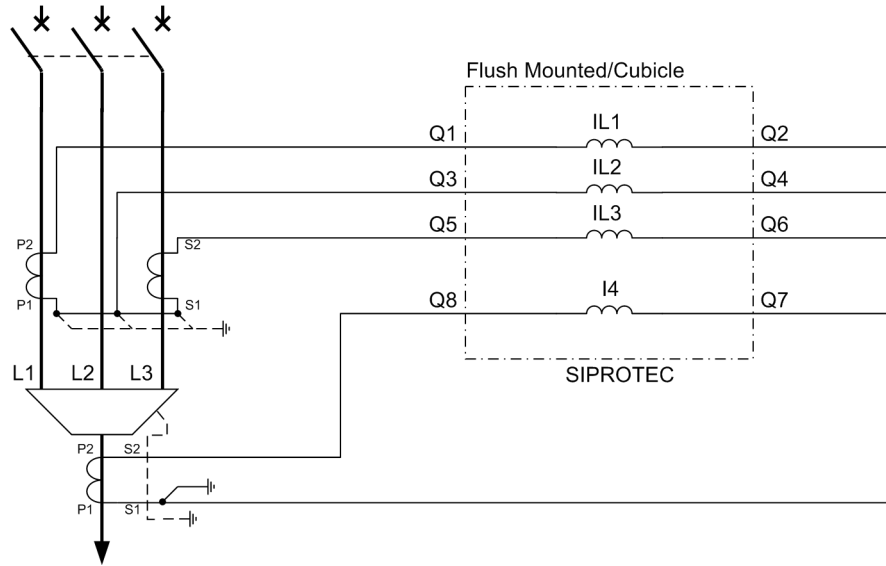 Flush Mounted/Cubicle
Q1 IL1 Q2
Q3 IL2 Q4
Q5 IL3 Q6
P2 S2
P1 S1
Q8 I4 Q7
L1 L2 L3
SIPROTEC
P2 S2
P1 S1